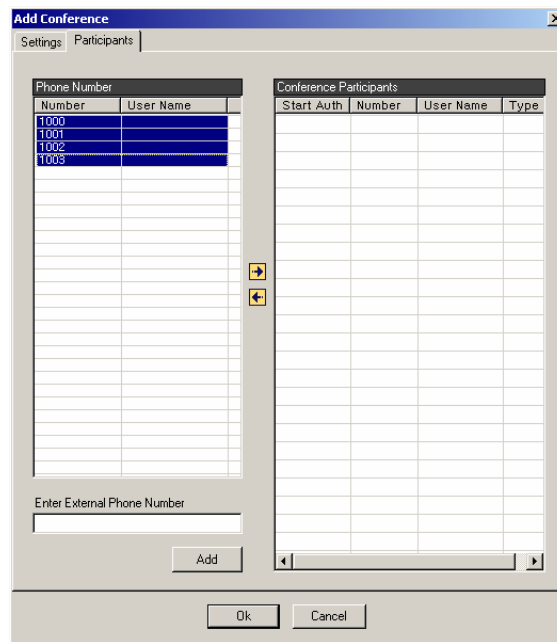 Add Conference
Settings Participants
Phone Number
Number User Name
1000
1001
1002
1003
Enter External Phone Number
Add
Conference Participants
Start Auth Number User Name Type
Ok Cancel